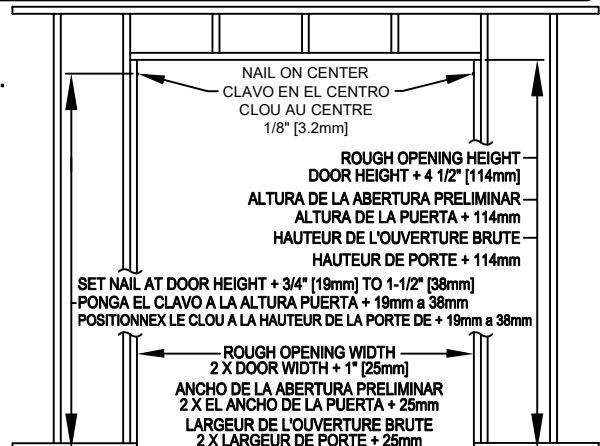 NAIL ON CENTER
CLAVO EN EL CENTRO
CLOU AU CENTRE
1/8" [3.2mm]
ROUGH OPENING HEIGHT
DOOR HEIGHT + 4 1/2" [114mm]
ALTURA DE LA ABERTURA PRELIMINAR
ALTURA DE LA PUERTA + 114mm
HAUTEUR DE L'OUVERTURE BRUTE
HAUTEUR DE PORTE + 114mm
SET NAIL AT DOOR HEIGHT + 3/4" [19mm] TO 1-1/2" [38mm]
PONGA EL CLAVO A LA ALTURA PUERTA + 19mm a 38mm
POSITIONNEX LE CLOU A LA HAUTEUR DE LA PORTE DE + 19mm a 38mm
ROUGH OPENING WIDTH
2 X DOOR WIDTH + 1" [25mm]
ANCHO DE LA ABERTURA PRELIMINAR
2 X EL ANCHO DE LA PUERTA + 25mm
LARGEUR DE L'OUVERTURE BRUTE
2 X LARGEUR DE PORTE + 25mm